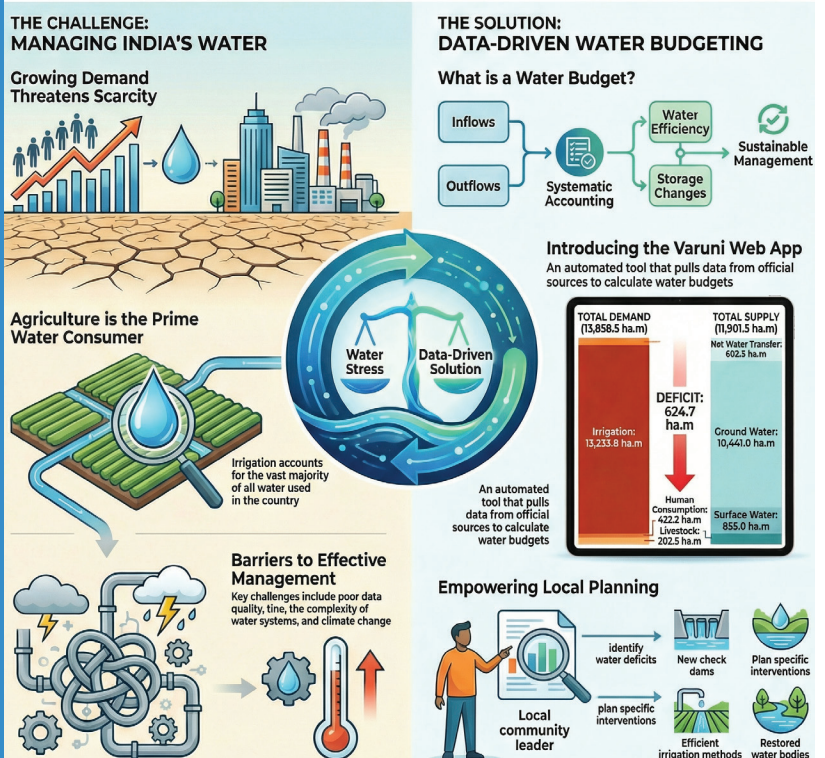 THE CHALLENGE:
MANAGING INDIA'S WATER
Growing Demand
Threatens Scarcity
Agriculture is the Prime
Water Consumer
Irrigation accounts
for the vast majority
of all water used
in the country
Barriers to Effective
Management
Key challenges include poor data
quality, tine, the complexity of
water systems, and climate change
Water
Stress
Data-Driven
Solution
THE SOLUTION:
DATA-DRIVEN WATER BUDGETING
What is a Water Budget?
Inflows
Outflows
Systematic
Accounting
Water
Efficiency
Storage
Changes
Sustainable
Management
Introducing the Varuni Web App
An automated tool that pulls data from official
sources to calculate water budgets
TOTAL DEMAND
(13,858.5 ha.m)
TOTAL SUPPLY
(11,901.5 ha.m)
Not Water Transfer:
602.5 ha.m
DEFICIT:
624.7
ha.m
Irrigation:
13,233.8 ha.m
Ground Water:
10,441.0 ha.m
Human
Consumption:
422.2 ha.m
Livestock:
202.5 ha.m
Surface Water:
855.0 ha.m
An automated
tool that pulls
data from official
sources to calculate
water budgets
Empowering Local Planning
Local
community
leader
identify
water deficits
New check
dams
Plan specific
interventions
plan specific
interventions
Efficient
irrigation methods
Restored
water bodies